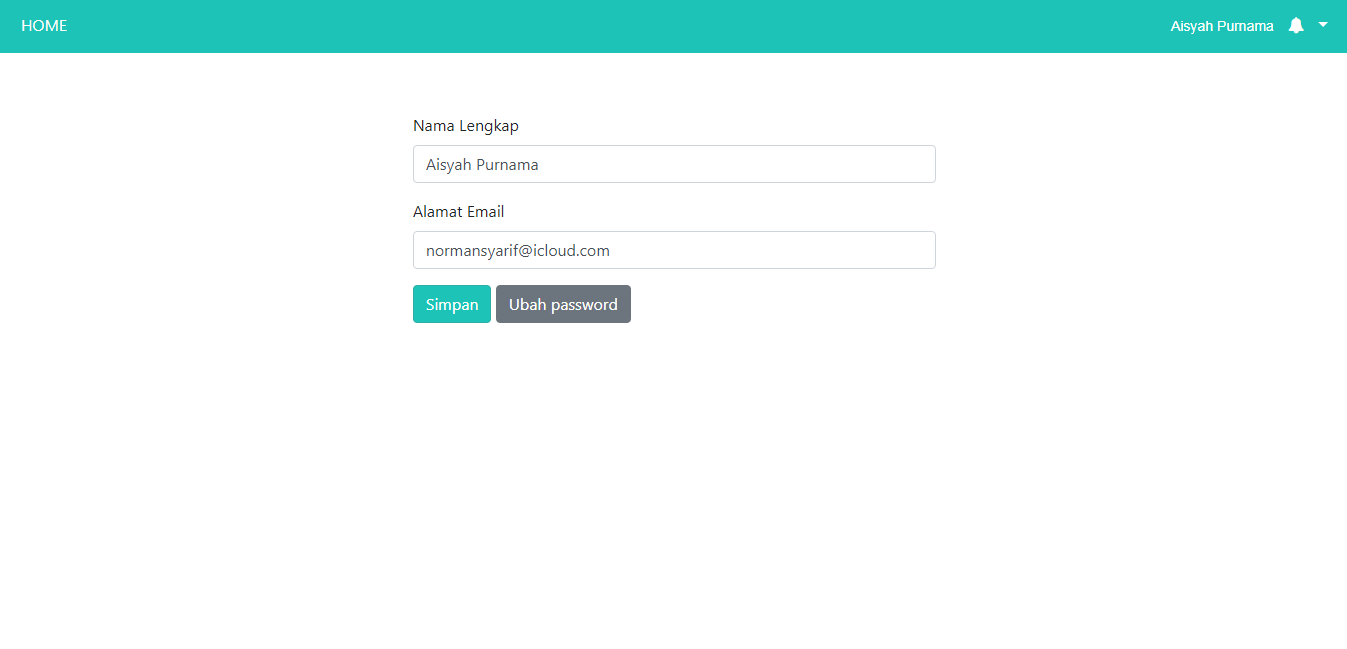 HOME
Aisyah Purnama
Nama Lengkap
Aisyah Purnama
Alamat Email
normansyarif@icloud.com
Simpan Ubah password